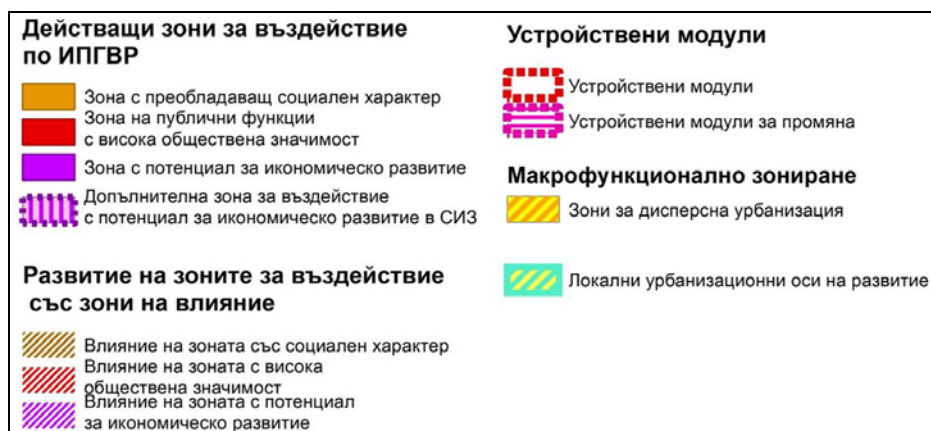 Действащи зони за въздействие
по ИПГВР
Зона с преобладаващ социален характер
Зона на публични функции
с висока обществена значимост
Зона с потенциал за икономическо развитие
Допълнителна зона за въздействие
с потенциал за икономическо развитие в СИЗ
Развитие на зоните за въздействие
със зони на влияние
Влияние на зоната със социален характер
Влияние на зоната с висока
обществена значимост
Влияние на зоната с потенциал
за икономическо развитие
Устройствени модули
Устройствени модули
Устройствени модули за промяна
Макрофункционално зониране
Зони за дисперсна урбанизация
Локални урбанизационни оси на развитие